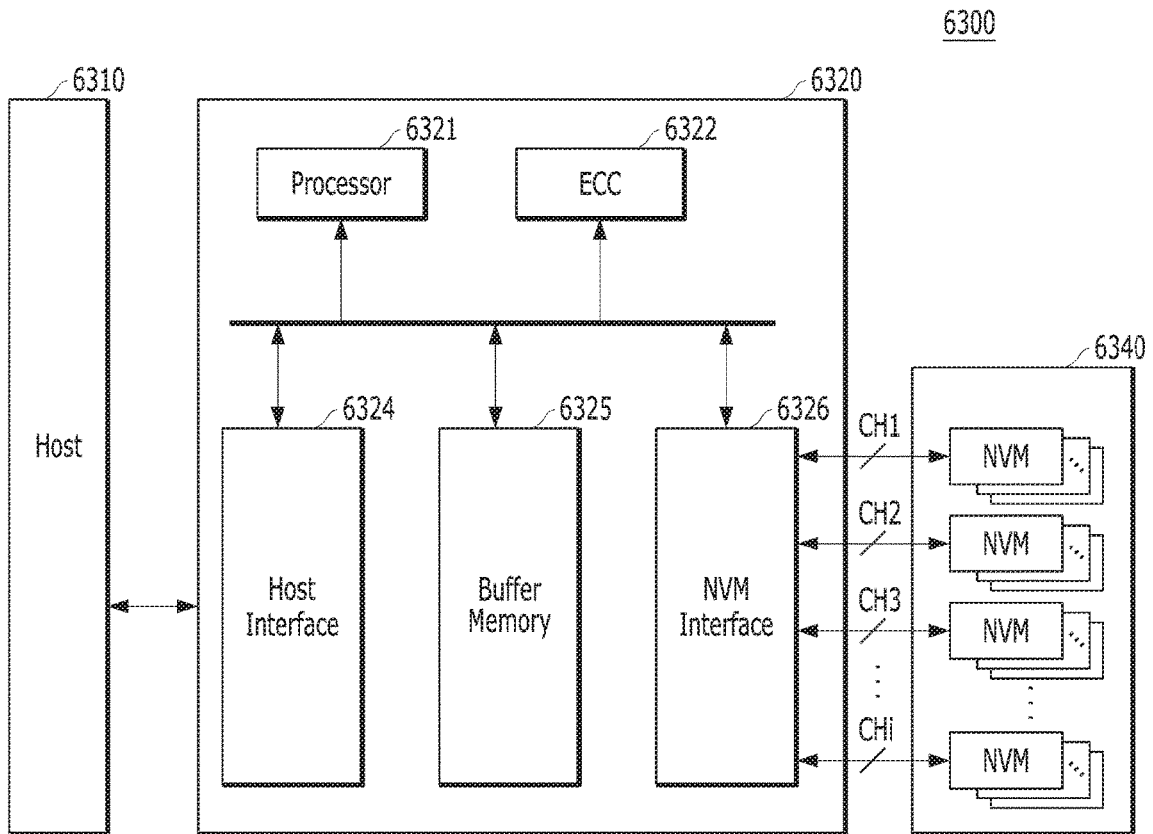 6300
6310
6320
6321
6322
Processor
ECC
6340
6324
6325
6326
CH1
Host
NVM
CH2
NVM
Host
Interface
Buffer
Memory
NVM
Interface
CH3
NVM
CHi
NVM